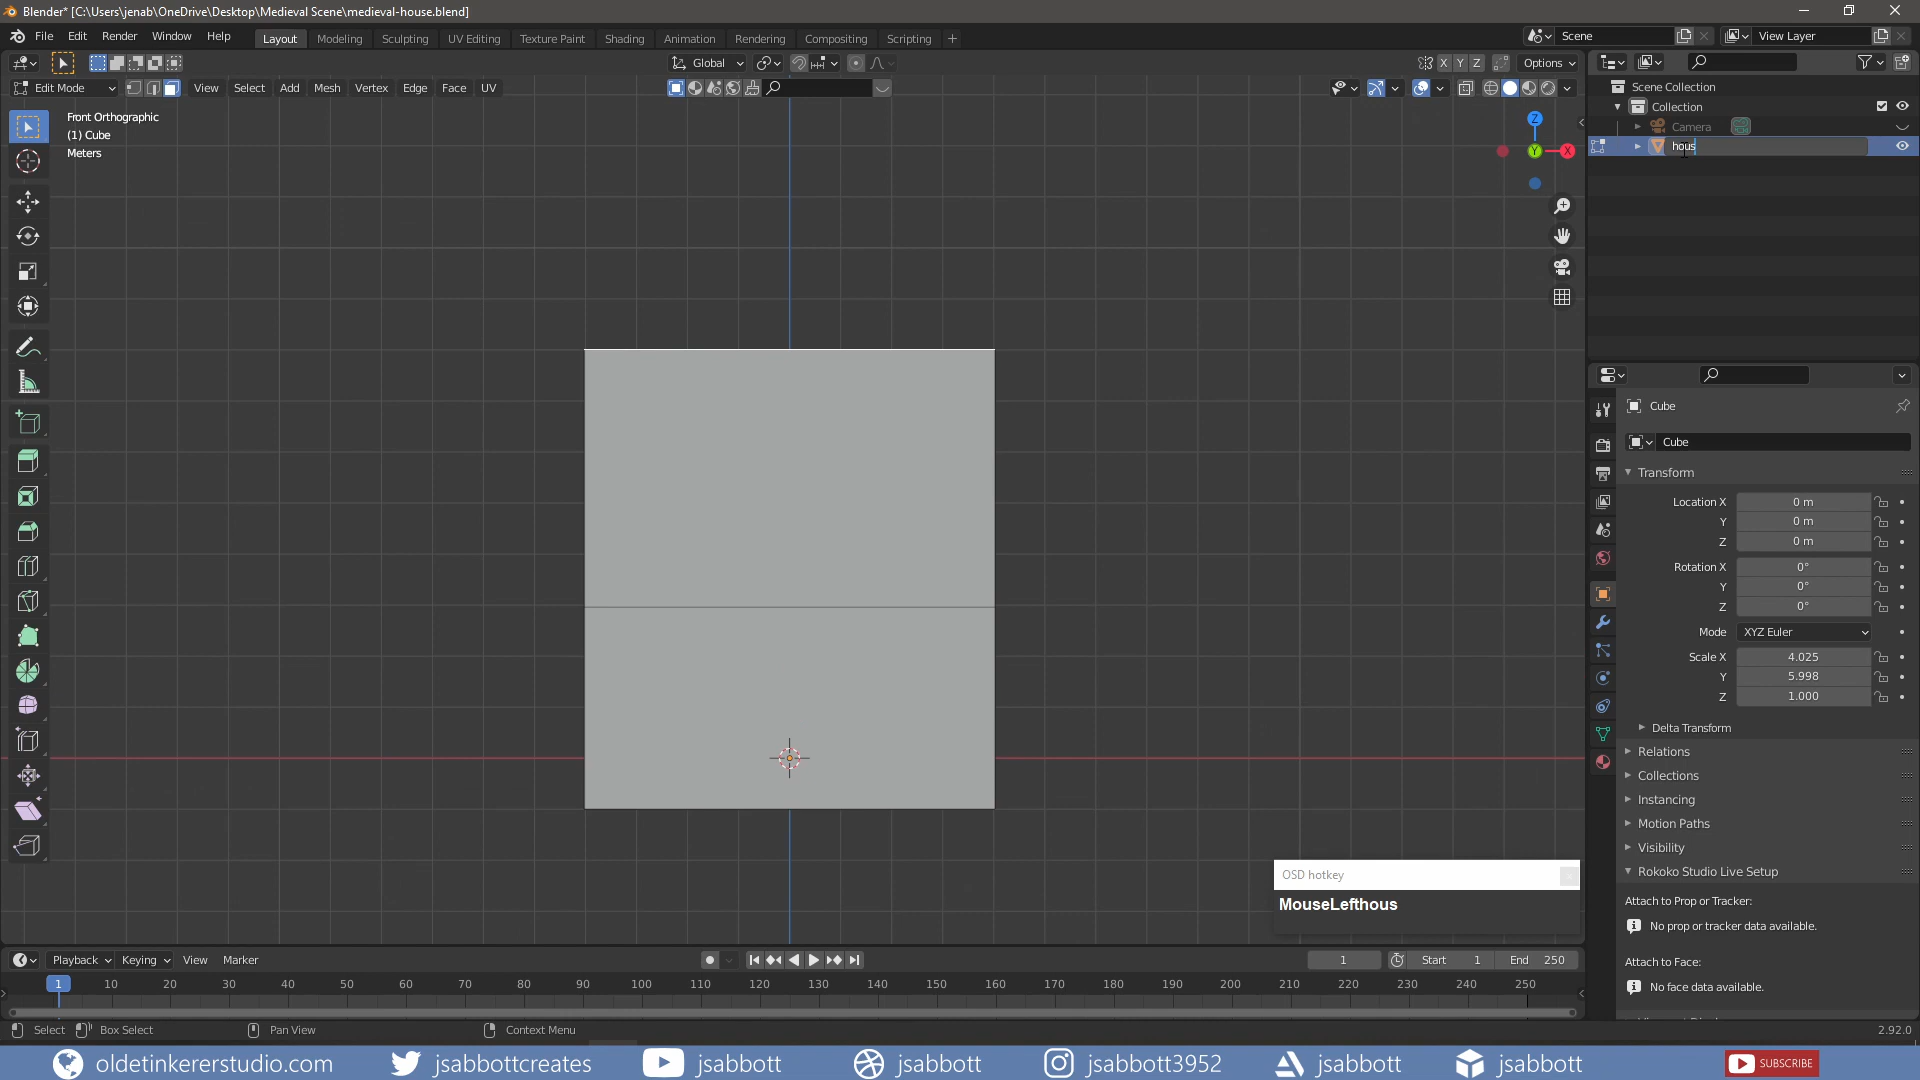 Blender* [C:\Users\jenab\OneDrive\Desktop\Medieval Scene\medieval-house.blend]
File Edit Render Window Help Layout Modeling Sculpting UV Editing Texture Paint Shading Animation Rendering Compositing Scripting + Scene View Layer
Global X Y Z Options
Edit Mode View Select Add Mesh Vertex Edge Face UV
Front Orthographic
(1) Cube
Meters
Z
Y X
Scene Collection
Collection
Camera
hous
Cube
Cube
Transform
Location X 0 m
Y 0 m
Z 0 m
Rotation X 0°
Y 0°
Z 0°
Mode XYZ Euler
Scale X 4.025
Y 5.998
Z 1.000
Delta Transform
Relations
Collections
Instancing
Motion Paths
Visibility
Rokoko Studio Live Setup
Attach to Prop or Tracker:
No prop or tracker data available.
Attach to Face:
No face data available.
OSD hotkey
MouseLefthous
Playback Keying View Marker 1 Start 1 End 250
1 10 20 30 40 50 60 70 80 90 100 110 120 130 140 150 160 170 180 190 200 210 220 230 240 250
Select Box Select Pan View Context Menu 2.92.0
oldetinkererstudio.com jsabbottcreates jsabbott jsabbott jsabbott3952 jsabbott jsabbott SUBSCRIBE